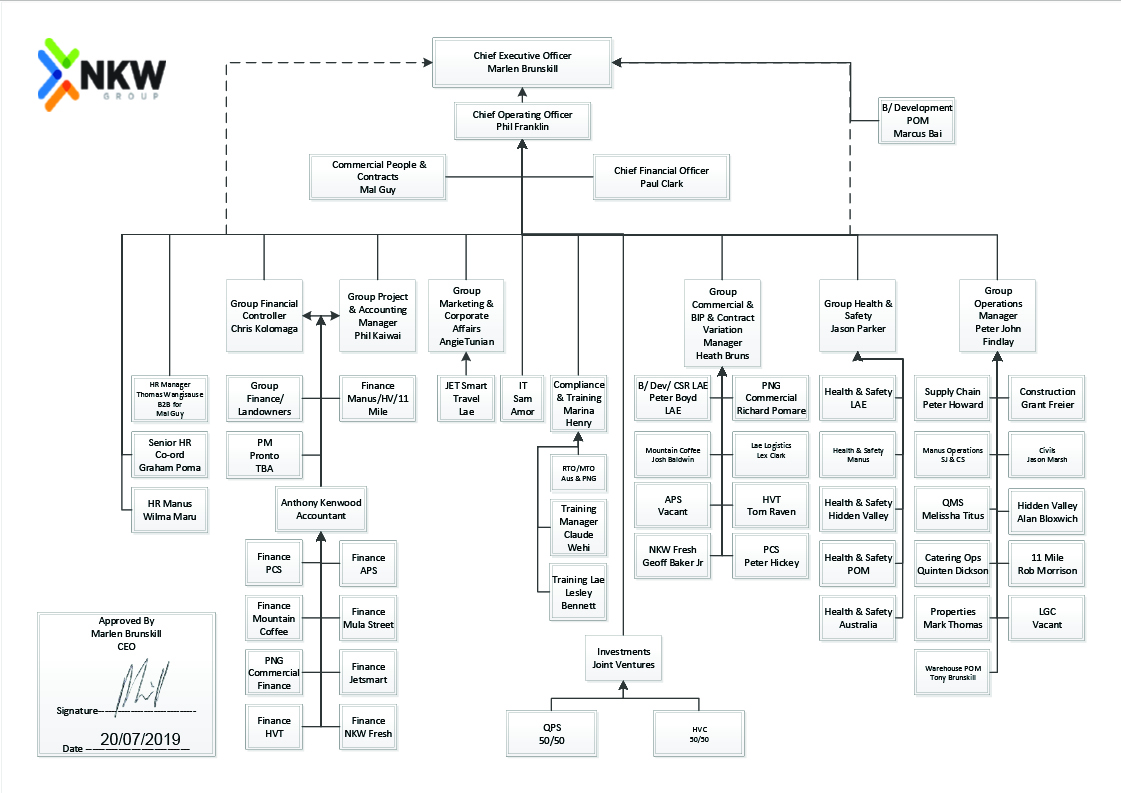 NKW
GROUP
Chief Executive Officer
Marlen Brunskill
Chief Operating Officer
Phil Franklin
B/ Development
POM
Marcus Bai
Commercial People &
Contracts
Mal Guy
Chief Financial Officer
Paul Clark
Group Financial
Controller
Chris Kolomaga
Group Project
& Accounting
Manager
Phil Kaiwai
Group
Marketing &
Corporate
Affairs
AngieTunian
Group
Commercial &
BIP & Contract
Variation
Manager
Heath Bruns
Group Health &
Safety
Jason Parker
Group
Operations
Manager
Peter John
Findlay
HR Manager
Thomas Wangisause
B2B for
Mal Guy
Senior HR
Co-ord
Graham Poma
HR Manus
Wilma Maru
Group
Finance/
Landowners
Finance
Manus/HV/11
Mile
PM
Pronto
TBA
Anthony Kenwood
Accountant
Finance
PCS
Finance
APS
Finance
Mountain
Coffee
Finance
Mula Street
PNG
Commercial
Finance
Finance
Jetsmart
Finance
HVT
Finance
NKW Fresh
JET Smart
Travel
Lae
IT
Sam
Amor
Compliance
& Training
Marina
Henry
RTO/MTO
Aus & PNG
Training
Manager
Claude
Wehi
Training Lae
Lesley
Bennett
Investments
Joint Ventures
QPS
50/50
HVC
50/50
B/ Dev/ CSR LAE
Peter Boyd
LAE
PNG
Commercial
Richard Pomare
Mountain Coffee
Josh Baldwin
Lae Logistics
Lex Clark
APS
Vacant
HVT
Tom Raven
NKW Fresh
Geoff Baker Jr
PCS
Peter Hickey
Health & Safety
LAE
Health & Safety
Manus
Health & Safety
Hidden Valley
Health & Safety
POM
Health & Safety
Australia
Supply Chain
Peter Howard
Construction
Grant Freier
Manus Operations
SJ & CS
Civils
Jason Marsh
QMS
Melissha Titus
Hidden Valley
Alan Bloxwich
Catering Ops
Quinten Dickson
11 Mile
Rob Morrison
Properties
Mark Thomas
LGC
Vacant
Warehouse POM
Tony Brunskill
Approved By
Marlen Brunskill
CEO
Signature
Date 20/07/2019